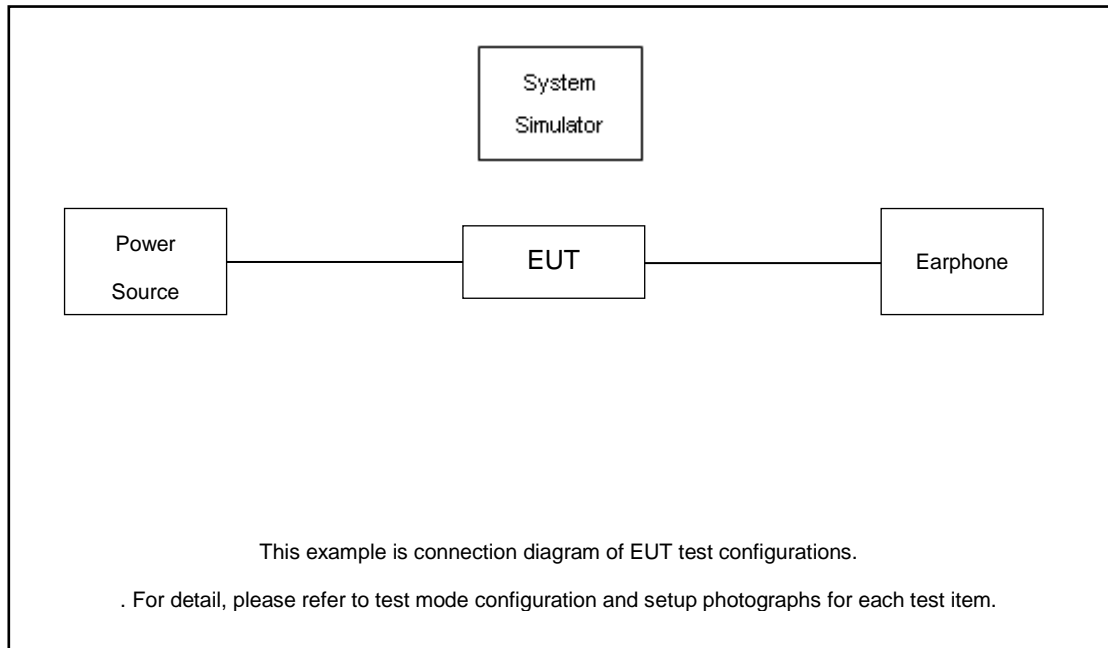 System
Simulator
Power
Source
EUT
Earphone
This example is connection diagram of EUT test configurations.
. For detail, please refer to test mode configuration and setup photographs for each test item.